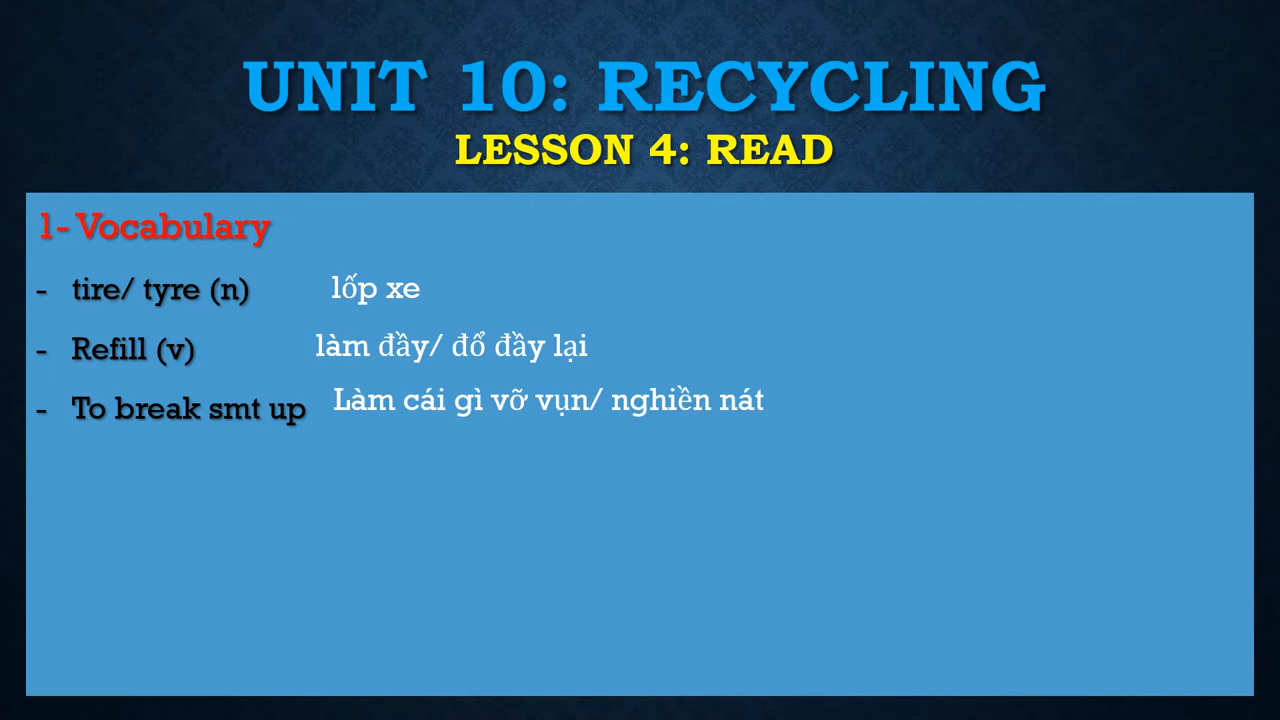 UNIT 10: RECYCLING
LESSON 4: READ
1- Vocabulary
- tire/ tyre (n) lốp xe
- Refill (v) làm đầy/ đổ đầy lại
- To break smt up Làm cái gì vỡ vụn/ nghiền nát